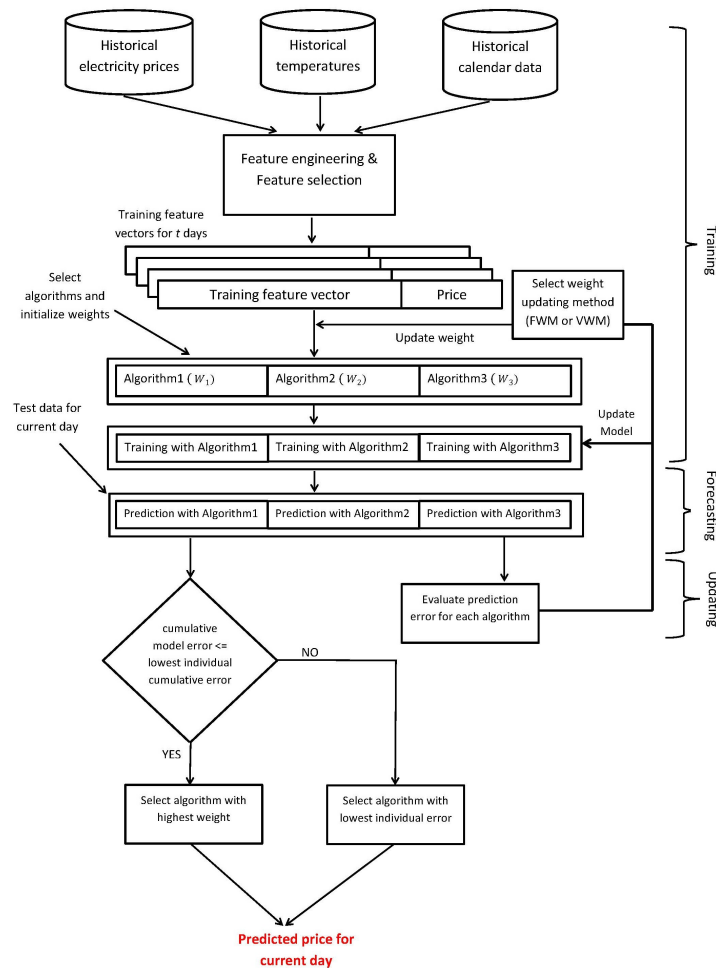 Historical
electricity prices
Historical
temperatures
Historical
calendar data
Feature engineering &
Feature selection
Training feature
vectors for t days
Training feature vector
Price
Select
algorithms and
initialize weights
Select weight
updating method
(FWM or VWM)
Update weight
Training
Algorithm1 (W₁)
Algorithm2 (W₂)
Algorithm3 (W₃)
Test data for
current day
Update
Model
Training with Algorithm1
Training with Algorithm2
Training with Algorithm3
Prediction with Algorithm1
Prediction with Algorithm2
Prediction with Algorithm3
Forecasting
Evaluate prediction
error for each algorithm
Updating
cumulative
model error <=
lowest individual
cumulative error
NO
YES
Select algorithm with
highest weight
Select algorithm with
lowest individual error
Predicted price for
current day